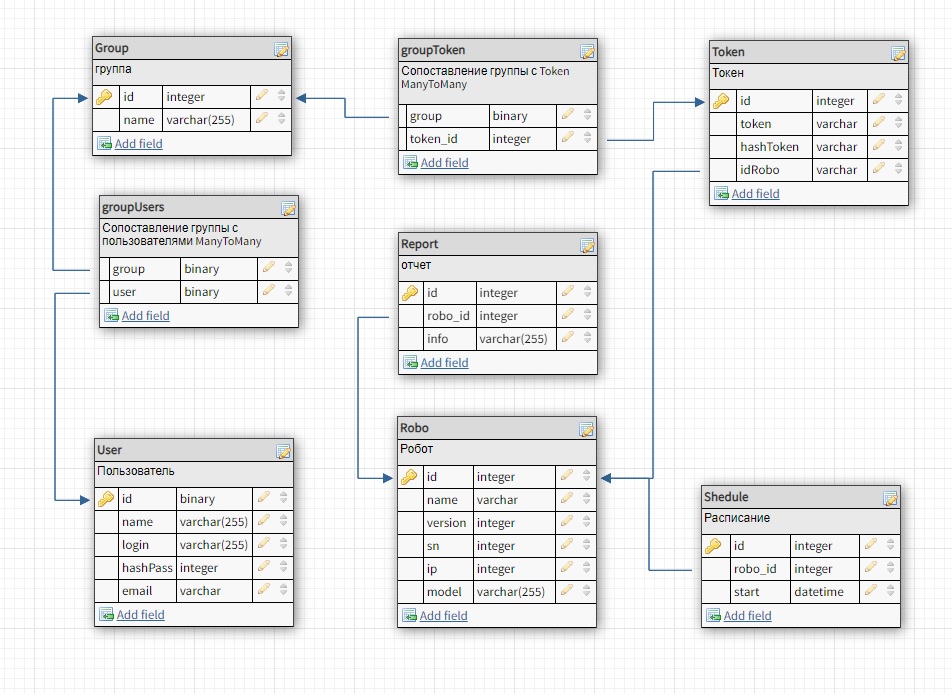 Group
группа
id integer
name varchar(255)
Add field
groupToken
Сопоставление группы с Token
ManyToMany
group binary
token_id integer
Add field
Token
Токен
id integer
token varchar
hashToken varchar
idRobo varchar
Add field
groupUsers
Сопоставление группы с
пользователями ManyToMany
group binary
user binary
Add field
Report
отчет
id integer
robo_id integer
info varchar(255)
Add field
User
Пользователь
id binary
name varchar(255)
login varchar(255)
hashPass integer
email varchar
Add field
Robo
Робот
id integer
name varchar
version integer
sn integer
ip integer
model varchar(255)
Add field
Shedule
Расписание
id integer
robo_id integer
start datetime
Add field